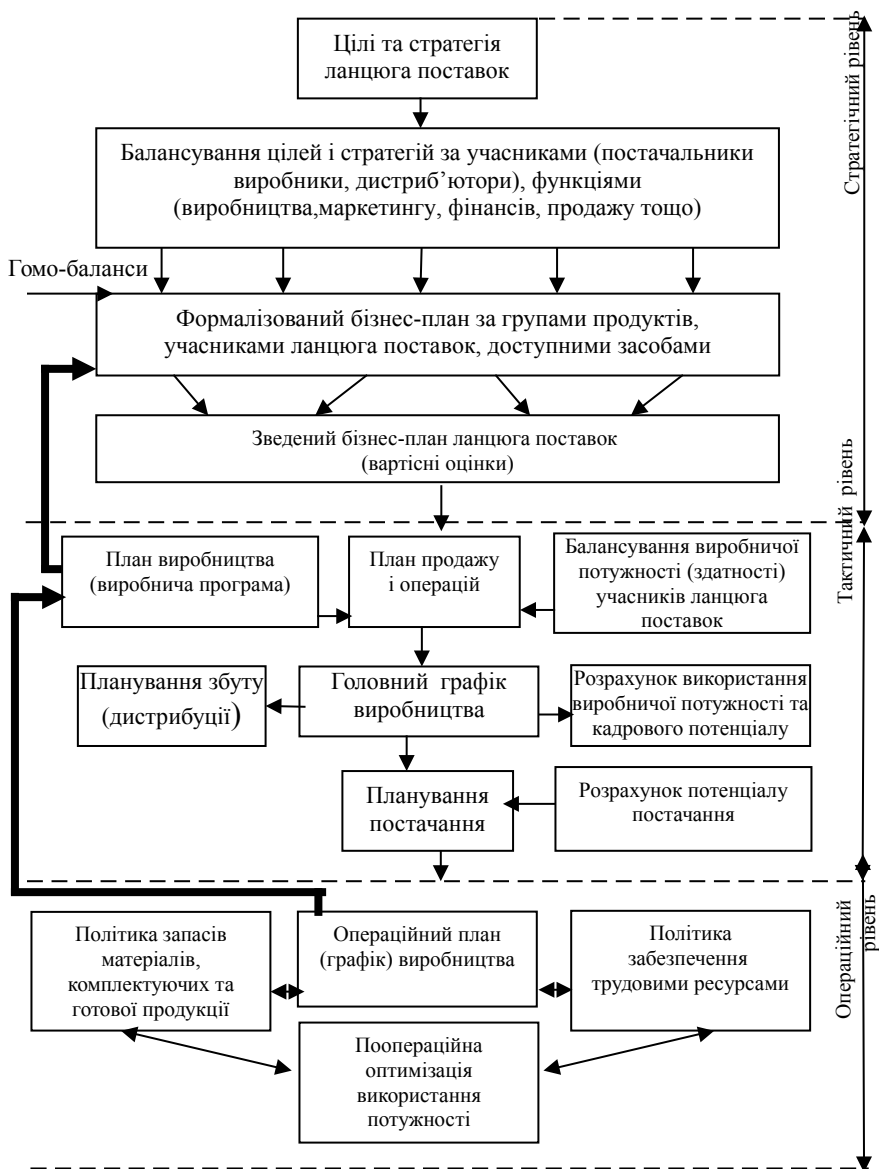 Цілі та стратегія
ланцюга поставок
Стратегічний рівень
Балансування цілей і стратегій за учасниками (постачальники
виробники, дистриб’ютори), функціями
(виробництва,маркетингу, фінансів, продажу тощо)
Гомо-баланси
Формалізований бізнес-план за групами продуктів,
учасниками ланцюга поставок, доступними засобами
Зведений бізнес-план ланцюга поставок
(вартісні оцінки)
Тактичний рівень
План виробництва
(виробнича програма)
План продажу
і операцій
Балансування виробничої
потужності (здатності)
учасників ланцюга
поставок
Планування збуту
(дистрибуції)
Головний графік
виробництва
Розрахунок використання
виробничої потужності та
кадрового потенціалу
Планування
постачання
Розрахунок потенціалу
постачання
Операційний
рівень
Політика запасів
матеріалів,
комплектуючих та
готової продукції
Операційний план
(графік) виробництва
Політика
забезпечення
трудовими ресурсами
Поопераційна
оптимізація
використання
потужності